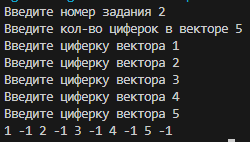 Введите номер задания 2
Введите кол-во циферок в векторе 5
Введите циферку вектора 1
Введите циферку вектора 2
Введите циферку вектора 3
Введите циферку вектора 4
Введите циферку вектора 5
1 -1 2 -1 3 -1 4 -1 5 -1